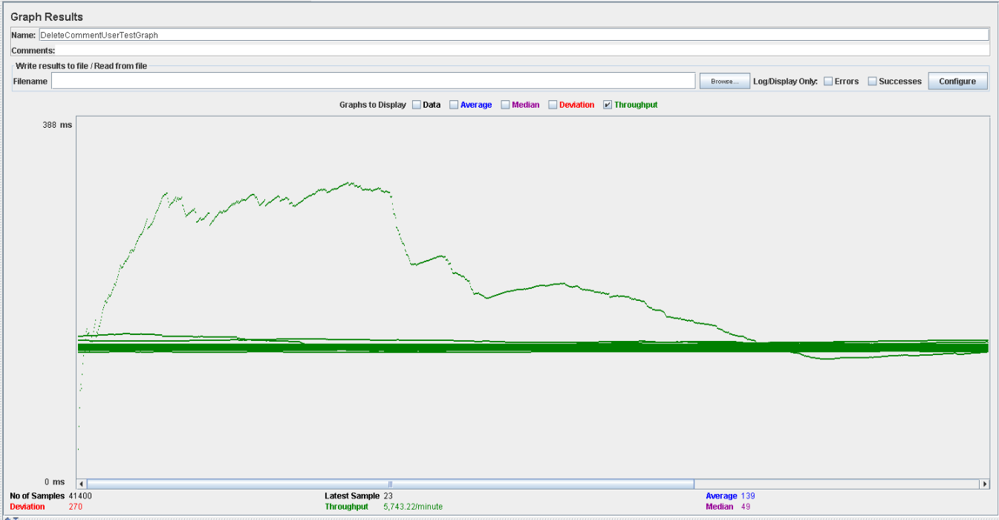 Graph Results
Name: DeleteCommentUserTestGraph
Comments:
Write results to file / Read from file
Filename Browse... Log/Display Only: Errors Successes Configure
Graphs to Display Data Average Median Deviation Throughput
388 ms
0 ms
No of Samples 41400 Latest Sample 23 Average 139
Deviation 270 Throughput 5,743.22/minute Median 49